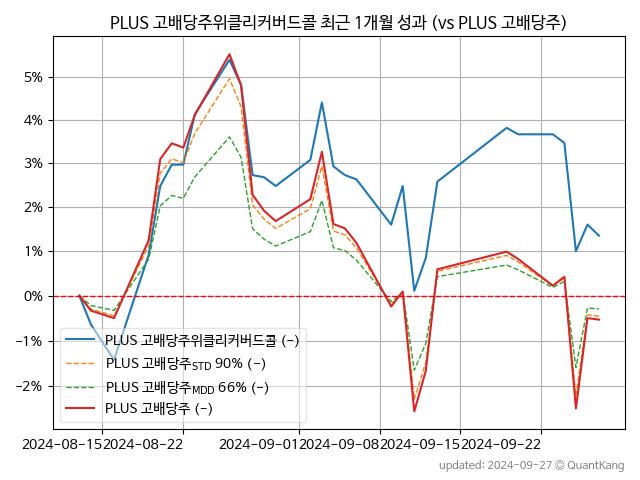 PLUS 고배당주위클리커버드콜 최근 1개월 성과 (vs PLUS 고배당주)
5%
4%
3%
2%
1%
0%
−1%
−2%
PLUS 고배당주위클리커버드콜 (−)
PLUS 고배당주STD 90% (−)
PLUS 고배당주MDD 66% (−)
PLUS 고배당주 (−)
2024-08-15 2024-08-22 2024-09-01 2024-09-08 2024-09-15 2024-09-22
updated: 2024-09-27 © QuantKang